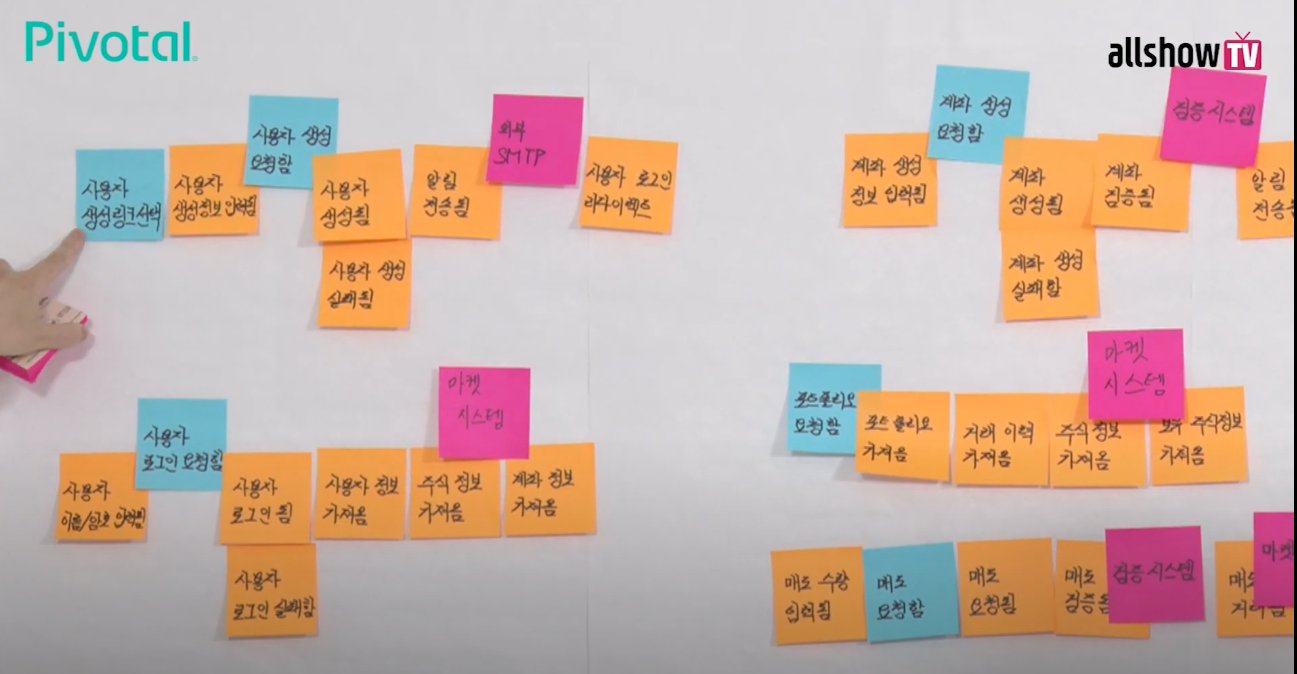 Pivotal
allshowTV
사용자
생성링크선택
사용자
생성정보 입력됨
사용자 생성
요청함
사용자
생성됨
사용자 생성
실패됨
알림
전송됨
외부
SMTP
사용자 로그인
리다이렉트
계좌 생성
정보 입력됨
계좌 생성
요청함
계좌
생성됨
계좌 생성
실패함
계좌
검증됨
검증시스템
알림
전송
사용자
이름/암호 입력됨
사용자
로그인 요청함
사용자
로그인 됨
사용자
로그인 실패함
사용자 정보
가져옴
주식 정보
가져옴
마켓
시스템
계좌 정보
가져옴
포트폴리오
요청함
포트폴리오
가져옴
거래 이력
가져옴
주식 정보
가져옴
마켓
시스템
주식정보
가져옴
매도 수량
입력됨
매도
요청함
매도
요청됨
매도
검증
검증시스템
매도
마켓